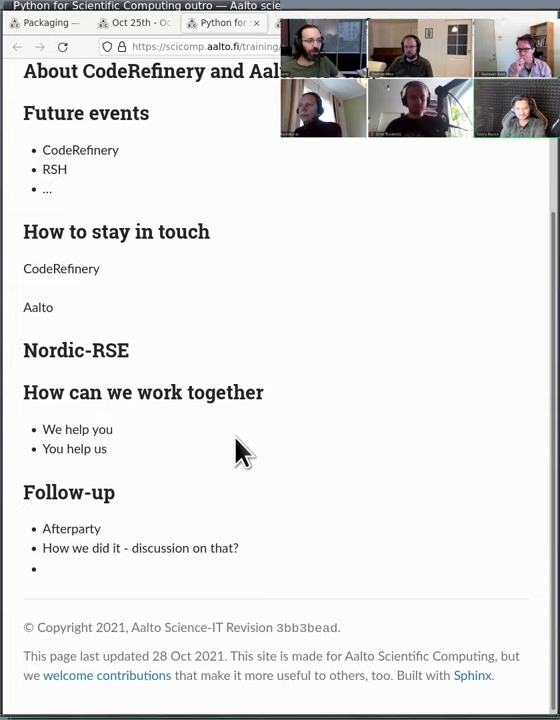 Python for Scientific Computing outro — Aalto scie
Packaging —
Oct 25th - Oc
Python for ×
https://scicomp.aalto.fi/training/
About CodeRefinery and Aal
Future events
• CodeRefinery
• RSH
• ...
How to stay in touch
CodeRefinery
Aalto
Nordic-RSE
How can we work together
• We help you
• You help us
Follow-up
• Afterparty
• How we did it - discussion on that?
•
© Copyright 2021, Aalto Science-IT Revision 3bb3bead.
This page last updated 28 Oct 2021. This site is made for Aalto Scientific Computing, but
we welcome contributions that make it more useful to others, too. Built with Sphinx.